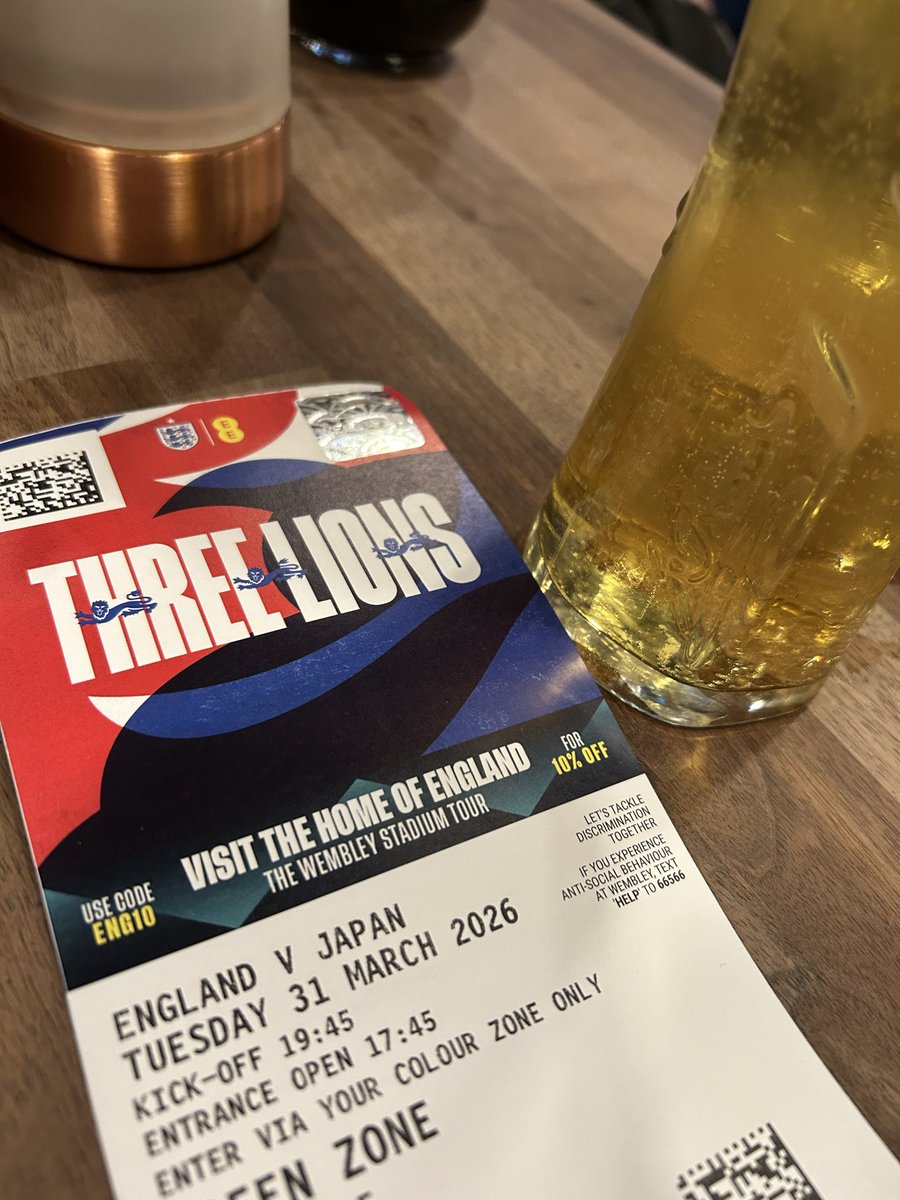 EE
THREE LIONS
VISIT THE HOME OF ENGLAND
THE WEMBLEY STADIUM TOUR
USE CODE
ENG10
FOR
10% OFF
LET'S TACKLE
DISCRIMINATION
TOGETHER
IF YOU EXPERIENCE
ANTI-SOCIAL BEHAVIOUR
AT WEMBLEY, TEXT
'HELP' TO 66566
ENGLAND V JAPAN
TUESDAY 31 MARCH 2026
KICK-OFF 19:45
ENTRANCE OPEN 17:45
ENTER VIA YOUR COLOUR ZONE ONLY
ZONE